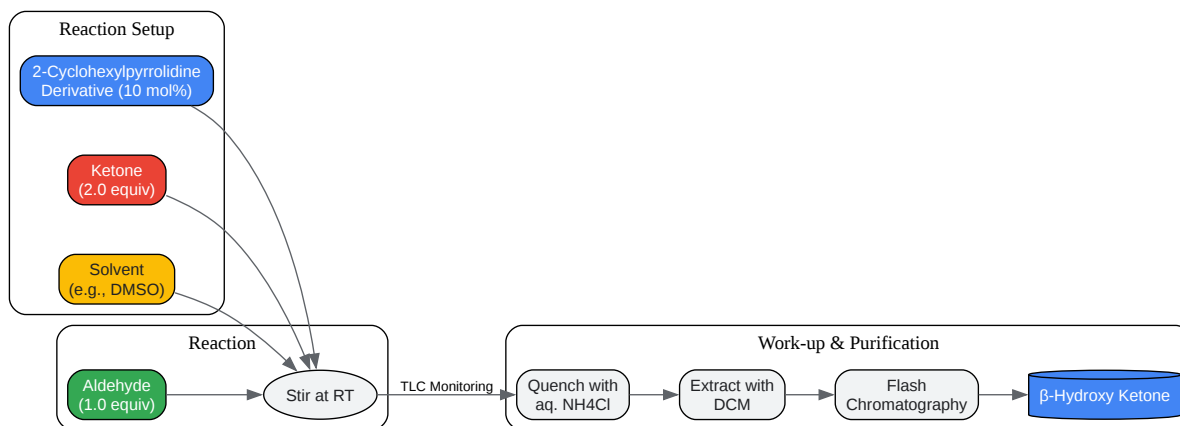 Reaction Setup
2-Cyclohexylpyrrolidine
Derivative (10 mol%)
Ketone
(2.0 equiv)
Solvent
(e.g., DMSO)
Reaction
Aldehyde
(1.0 equiv)
Stir at RT
TLC Monitoring
Work-up & Purification
Quench with
aq. NH4Cl
Extract with
DCM
Flash
Chromatography
β-Hydroxy Ketone